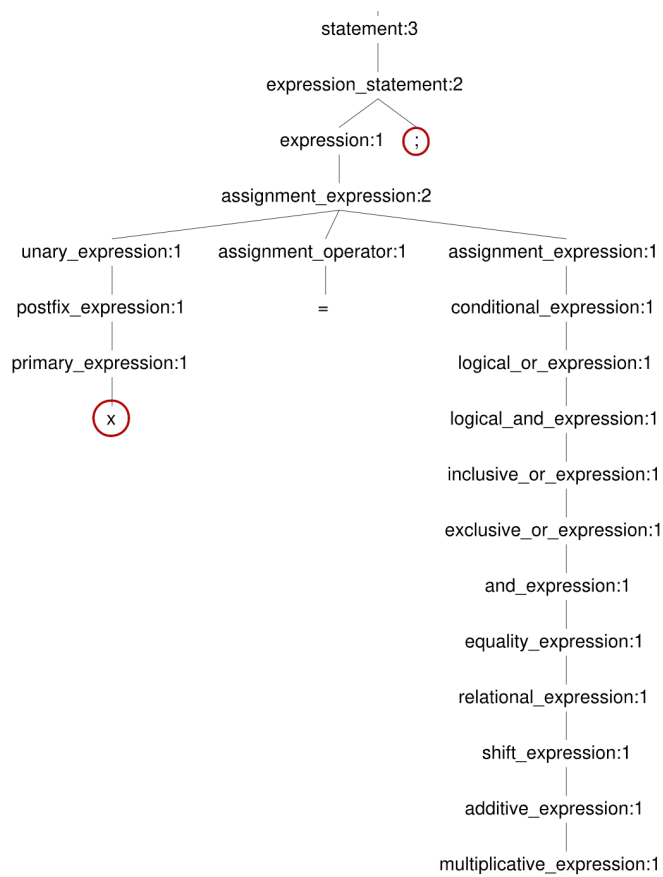 statement:3
expression_statement:2
expression:1 ;
assignment_expression:2
unary_expression:1 assignment_operator:1 assignment_expression:1
postfix_expression:1 = conditional_expression:1
primary_expression:1 logical_or_expression:1
x logical_and_expression:1
inclusive_or_expression:1
exclusive_or_expression:1
and_expression:1
equality_expression:1
relational_expression:1
shift_expression:1
additive_expression:1
multiplicative_expression:1